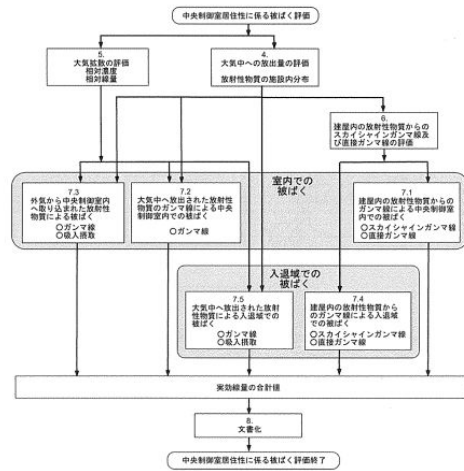 中央制御室居住性に係る被ばく評価
5.
大気拡散の評価
相対濃度
相対線量
4.
大気中への放出量の評価
放射性物質の施設内分布
6.
建屋内の放射性物質からの
スカイシャインガンマ線及
び直接ガンマ線の評価
室内での
被ばく
7.3
外気から中央制御室内
へ取り込まれた放射性
物質による被ばく
○ガンマ線
○吸入摂取
7.2
大気中へ放出された放射性
物質のガンマ線による中央
制御室内での被ばく
○ガンマ線
7.1
建屋内の放射性物質からの
ガンマ線による中央制御室
内での被ばく
○スカイシャインガンマ線
○直接ガンマ線
入退域での
被ばく
7.5
大気中へ放出された放射
性物質による入退域での
被ばく
○ガンマ線
○吸入摂取
7.4
建屋内の放射性物質から
のガンマ線による入退域
での被ばく
○スカイシャインガンマ線
○直接ガンマ線
実効線量の合計値
8.
文書化
中央制御室居住性に係る被ばく評価終了